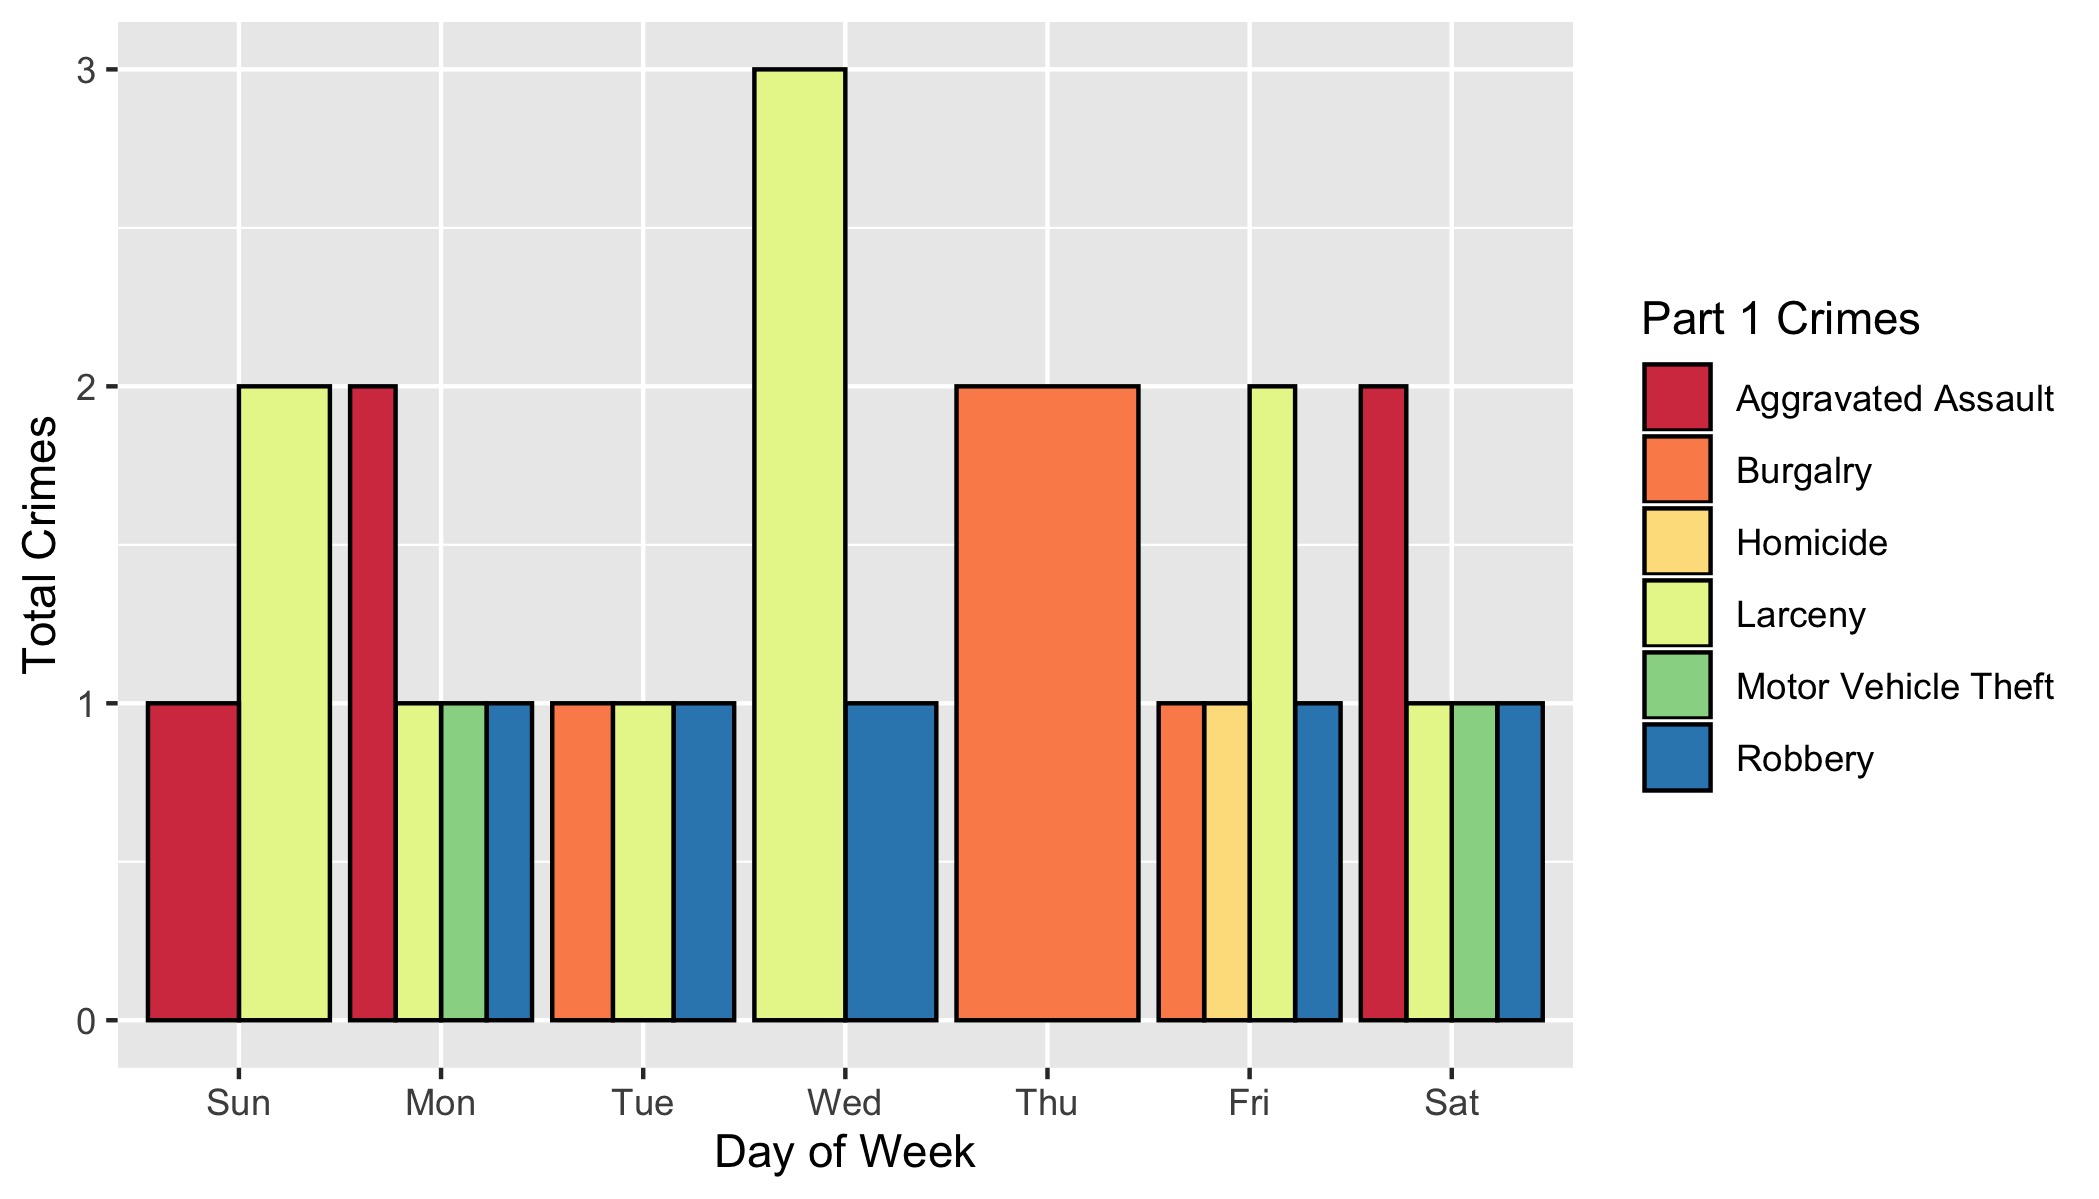 3
2
1
0
Total Crimes
Sun Mon Tue Wed Thu Fri Sat
Day of Week
Part 1 Crimes
Aggravated Assault
Burgalry
Homicide
Larceny
Motor Vehicle Theft
Robbery